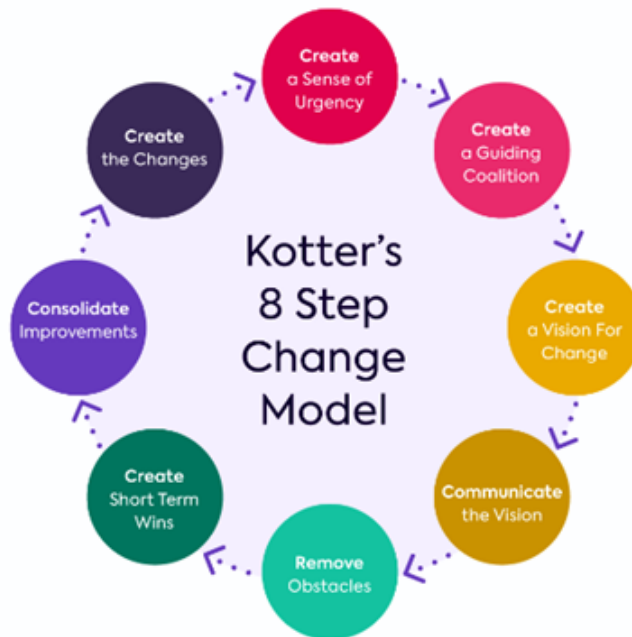 Kotter's
8 Step
Change
Model
Create
a Sense of
Urgency
Create
a Guiding
Coalition
Create
a Vision For
Change
Communicate
the Vision
Remove
Obstacles
Create
Short Term
Wins
Consolidate
Improvements
Create
the Changes